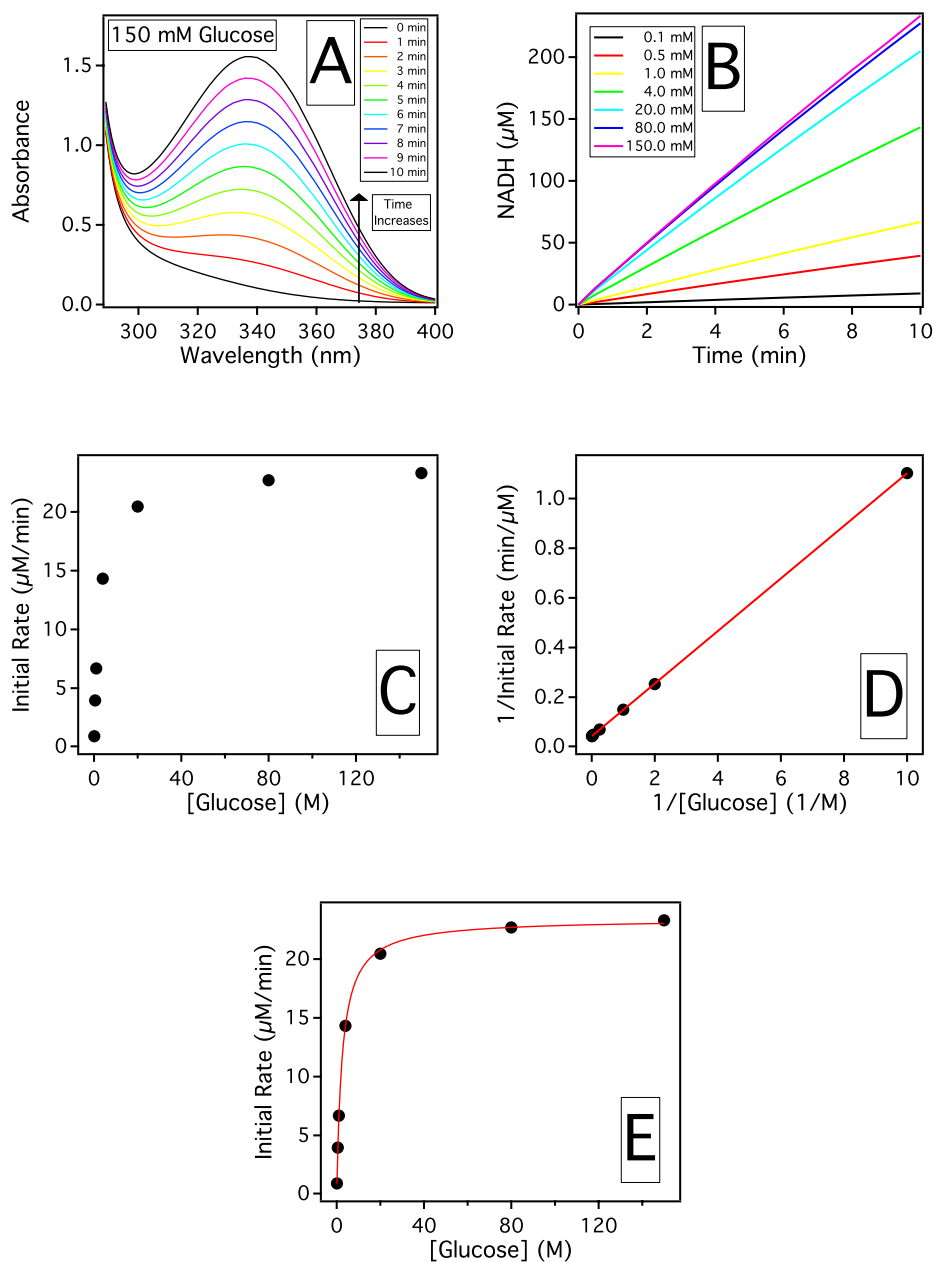 150 mM Glucose
A
0 min
1 min
2 min
3 min
4 min
5 min
6 min
7 min
8 min
9 min
10 min
Time
Increases
Absorbance
1.5
1.0
0.5
0.0
300 320 340 360 380 400
Wavelength (nm)
0.1 mM
0.5 mM
1.0 mM
4.0 mM
20.0 mM
80.0 mM
150.0 mM
B
NADH (µM)
200
150
100
50
0
0 2 4 6 8 10
Time (min)
Initial Rate (µM/min)
20
15
10
5
0
C
0 40 80 120
[Glucose] (M)
1/Initial Rate (min/µM)
1.0
0.8
0.6
0.4
0.2
0.0
D
0 2 4 6 8 10
1/[Glucose] (1/M)
Initial Rate (µM/min)
20
15
10
5
0
E
0 40 80 120
[Glucose] (M)